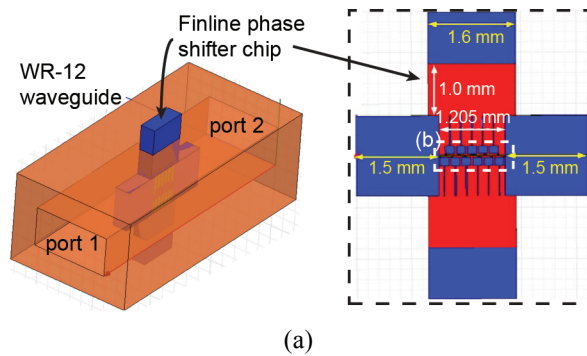 Finline phase
shifter chip
WR-12
waveguide
port 2
port 1
1.6 mm
1.0 mm
1.205 mm
(b)
1.5 mm
1.5 mm
(a)